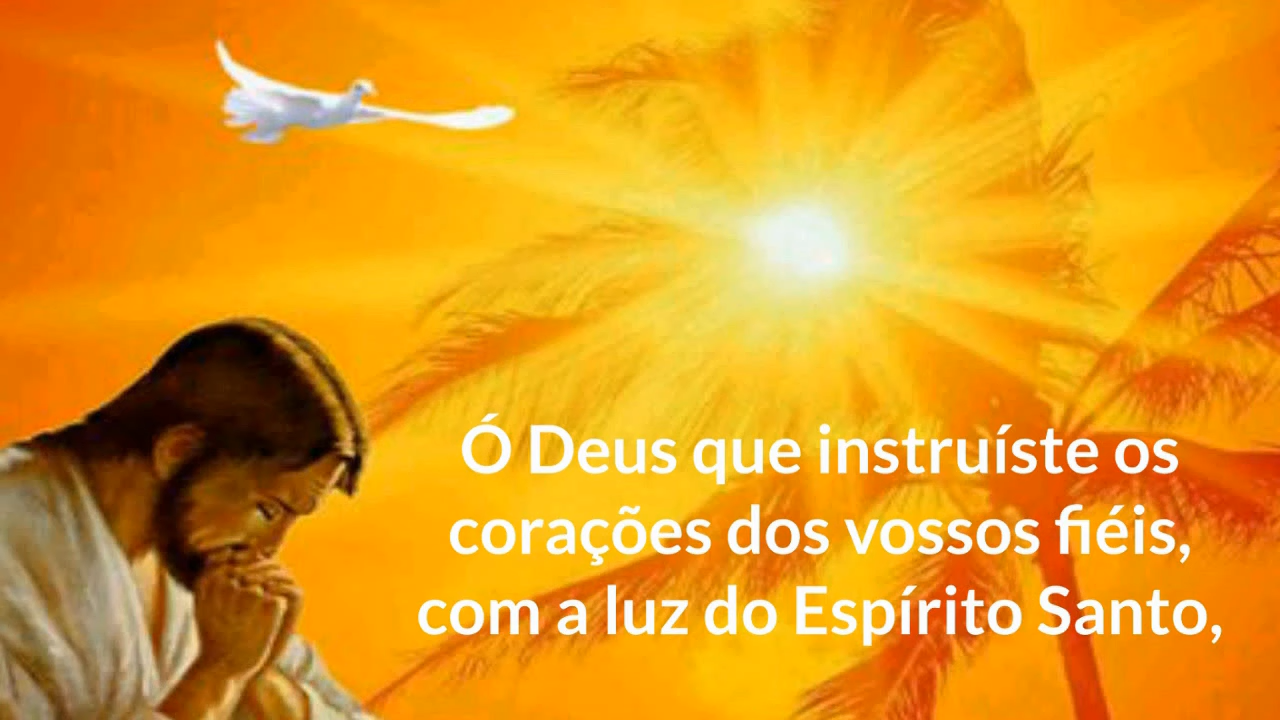 Ó Deus que instruíste os
corações dos vossos fiéis,
com a luz do Espírito Santo,